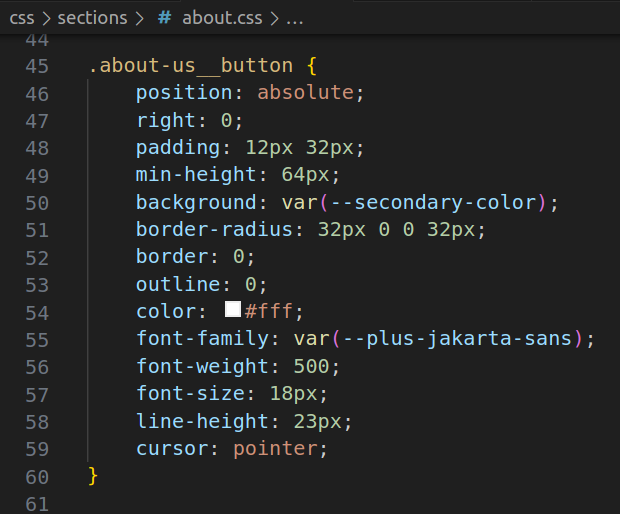 css > sections > # about.css > ...
44
45 .about-us__button {
46 position: absolute;
47 right: 0;
48 padding: 12px 32px;
49 min-height: 64px;
50 background: var(--secondary-color);
51 border-radius: 32px 0 0 32px;
52 border: 0;
53 outline: 0;
54 color: #fff;
55 font-family: var(--plus-jakarta-sans);
56 font-weight: 500;
57 font-size: 18px;
58 line-height: 23px;
59 cursor: pointer;
60 }
61